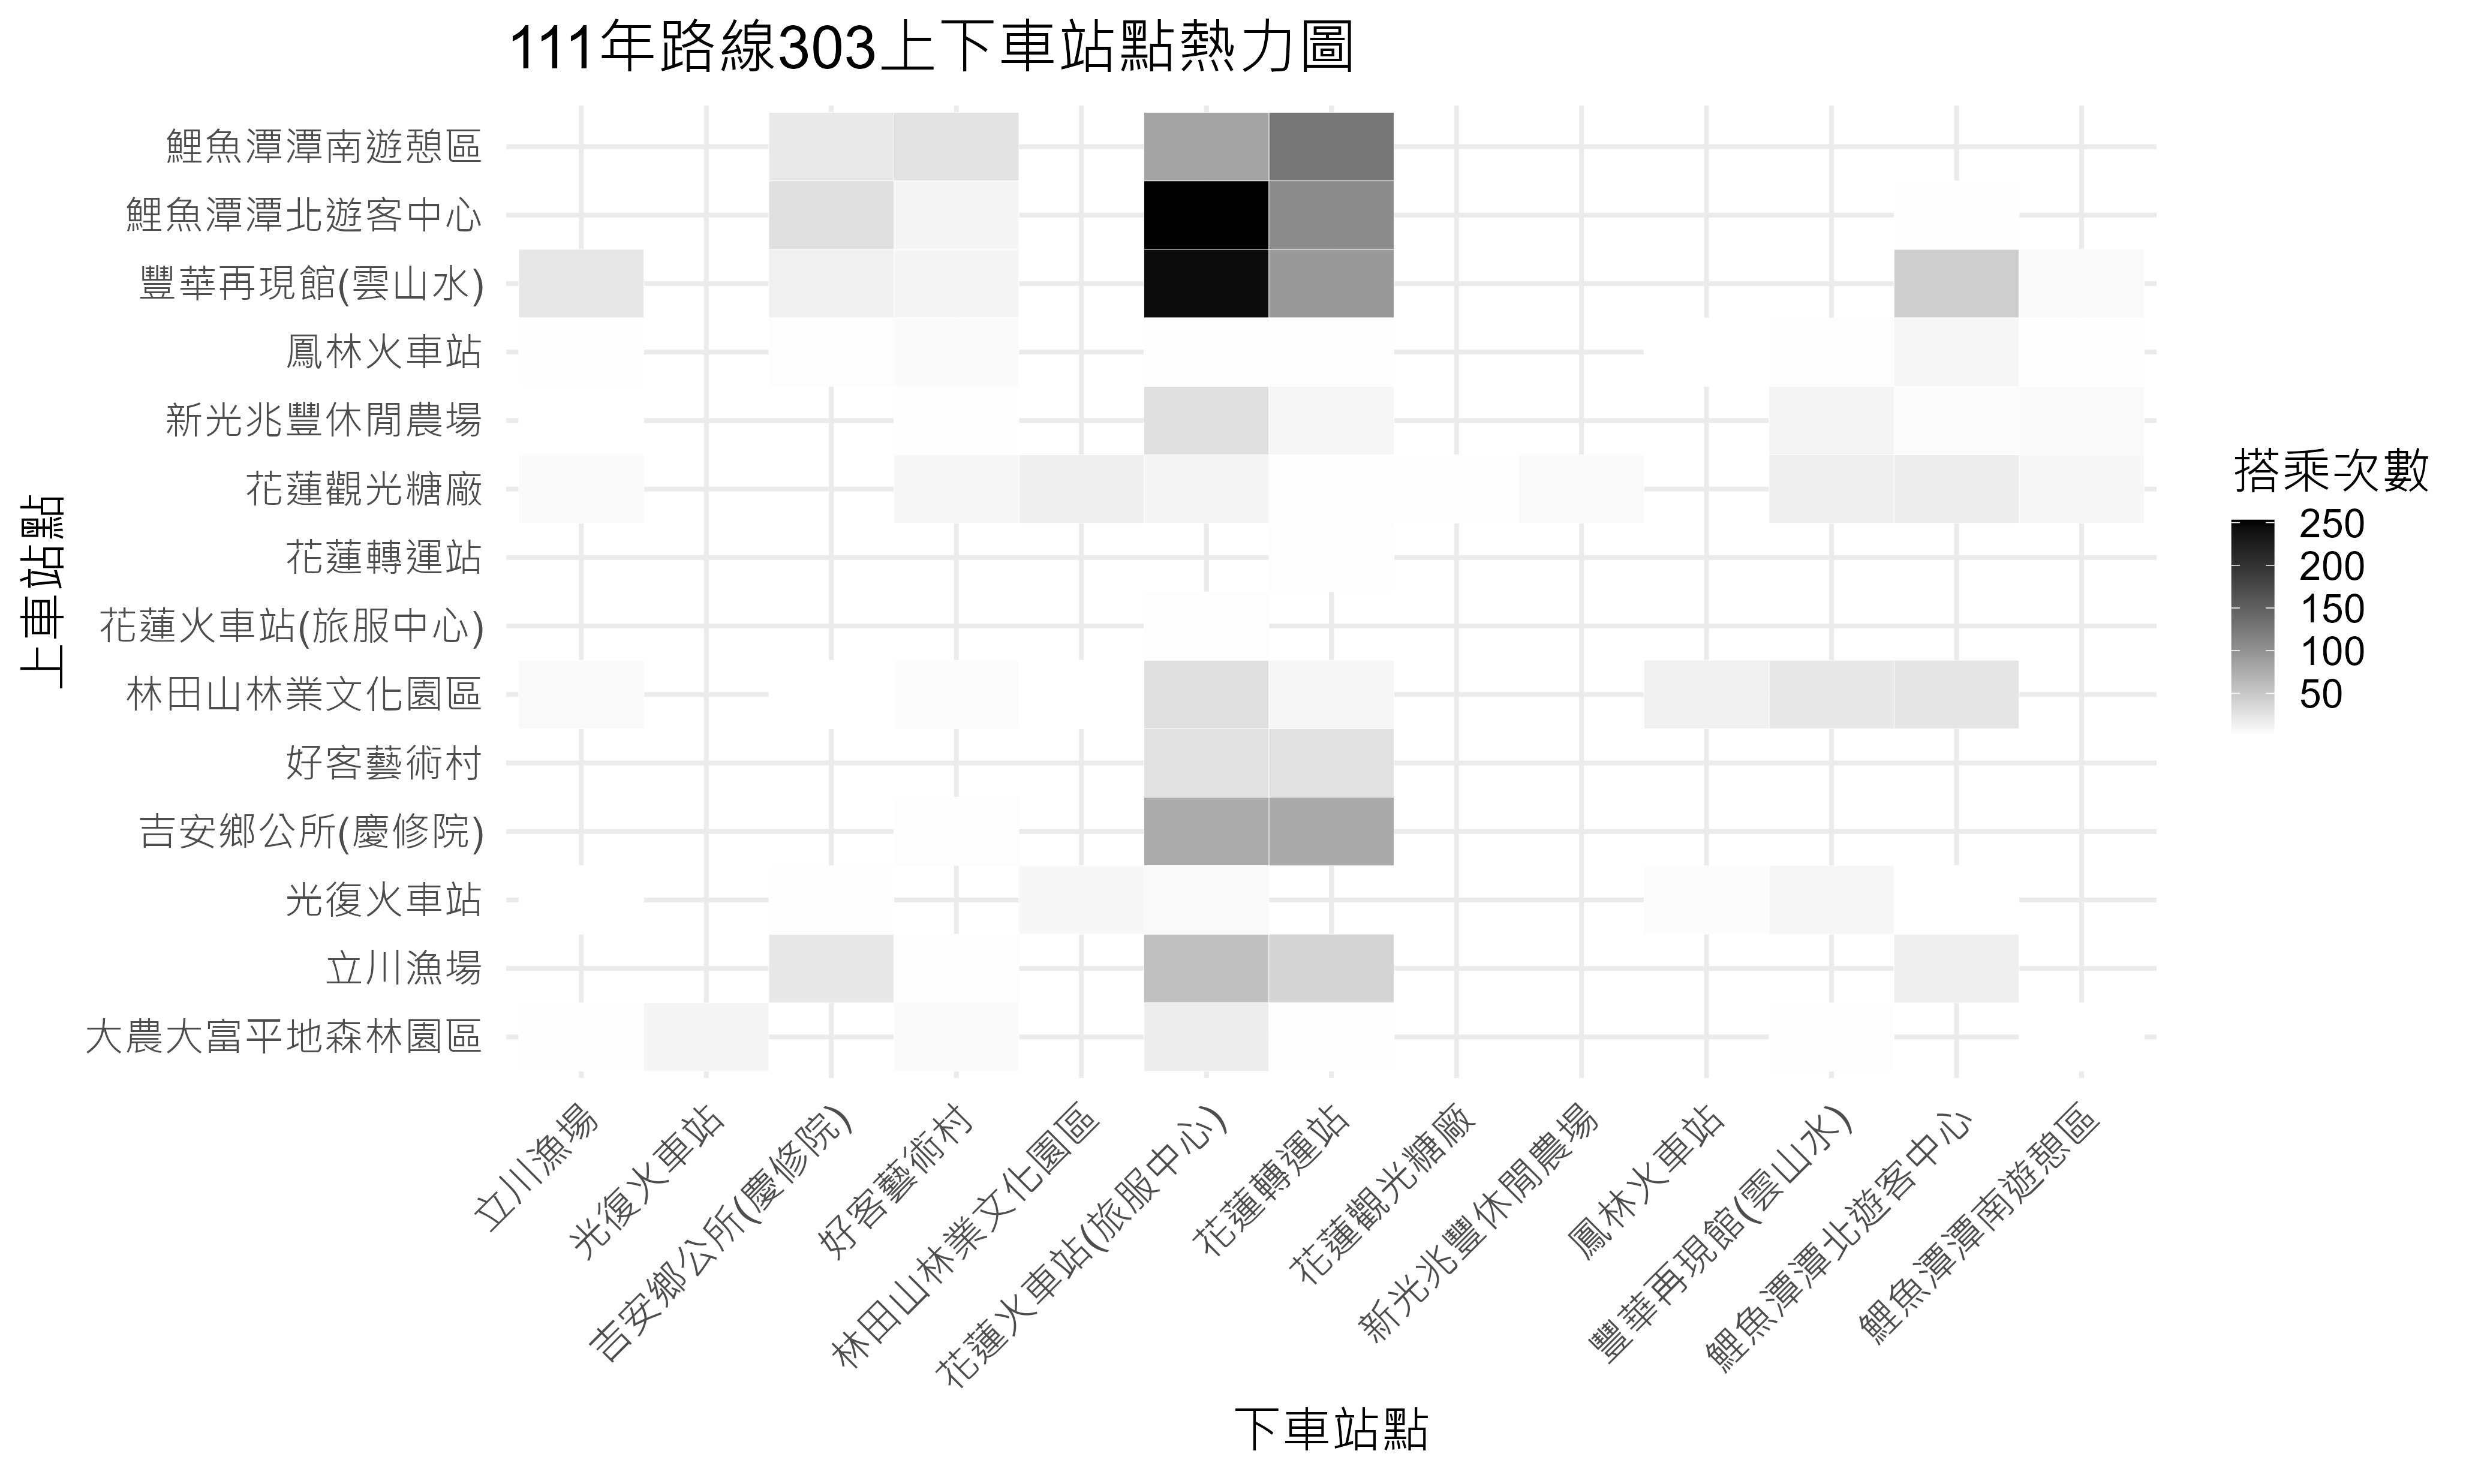 111年路線303上下車站點熱力圖
上車站點
鯉魚潭潭南遊憩區
鯉魚潭潭北遊客中心
豐華再現館(雲山水)
鳳林火車站
新光兆豐休閒農場
花蓮觀光糖廠
花蓮轉運站
花蓮火車站(旅服中心)
林田山林業文化園區
好客藝術村
吉安鄉公所(慶修院)
光復火車站
立川漁場
大農大富平地森林園區
立川漁場
光復火車站
吉安鄉公所(慶修院)
好客藝術村
林田山林業文化園區
花蓮火車站(旅服中心)
花蓮轉運站
花蓮觀光糖廠
新光兆豐休閒農場
鳳林火車站
豐華再現館(雲山水)
鯉魚潭潭北遊客中心
鯉魚潭潭南遊憩區
下車站點
搭乘次數
250
200
150
100
50